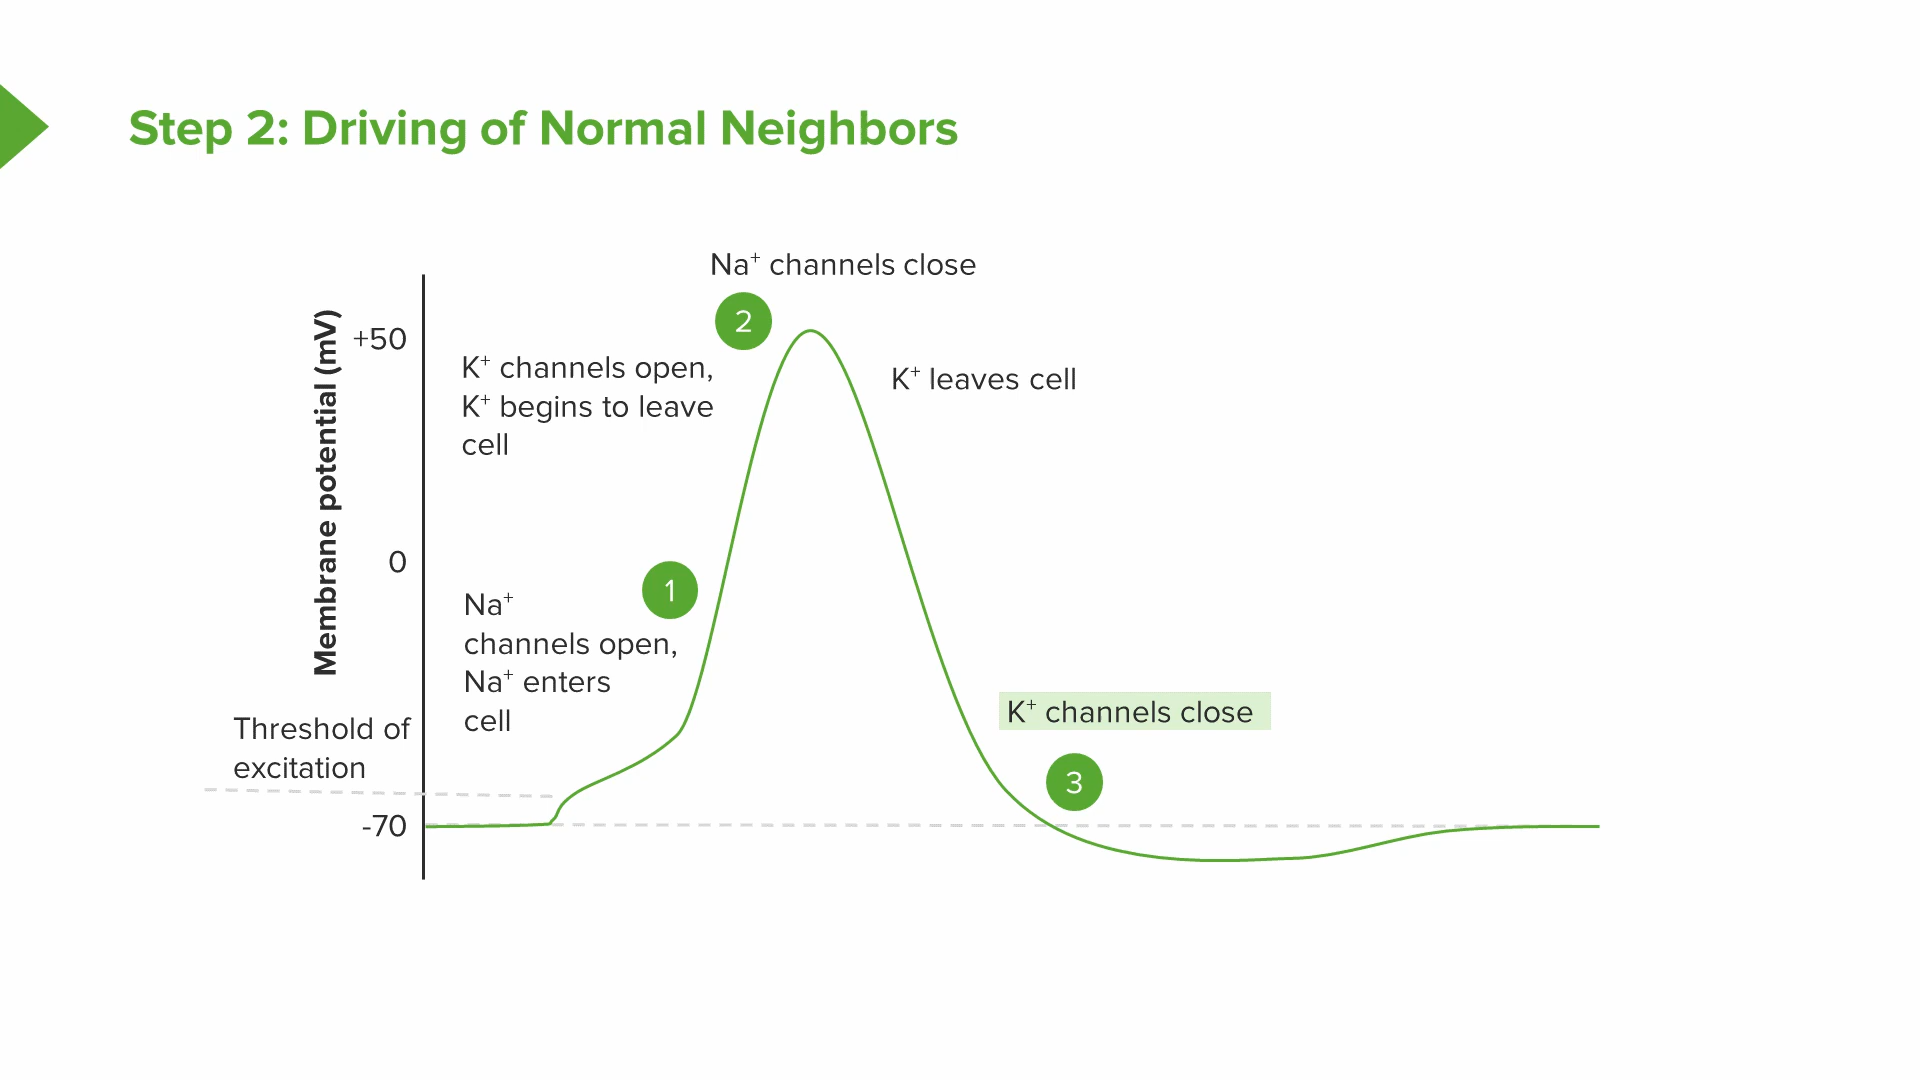 Step 2: Driving of Normal Neighbors
Na⁺ channels close
2
+50
K⁺ channels open,
K⁺ begins to leave
cell
K⁺ leaves cell
Membrane potential (mV)
0
1
Na⁺
channels open,
Na⁺ enters
cell
K⁺ channels close
Threshold of
excitation
3
-70